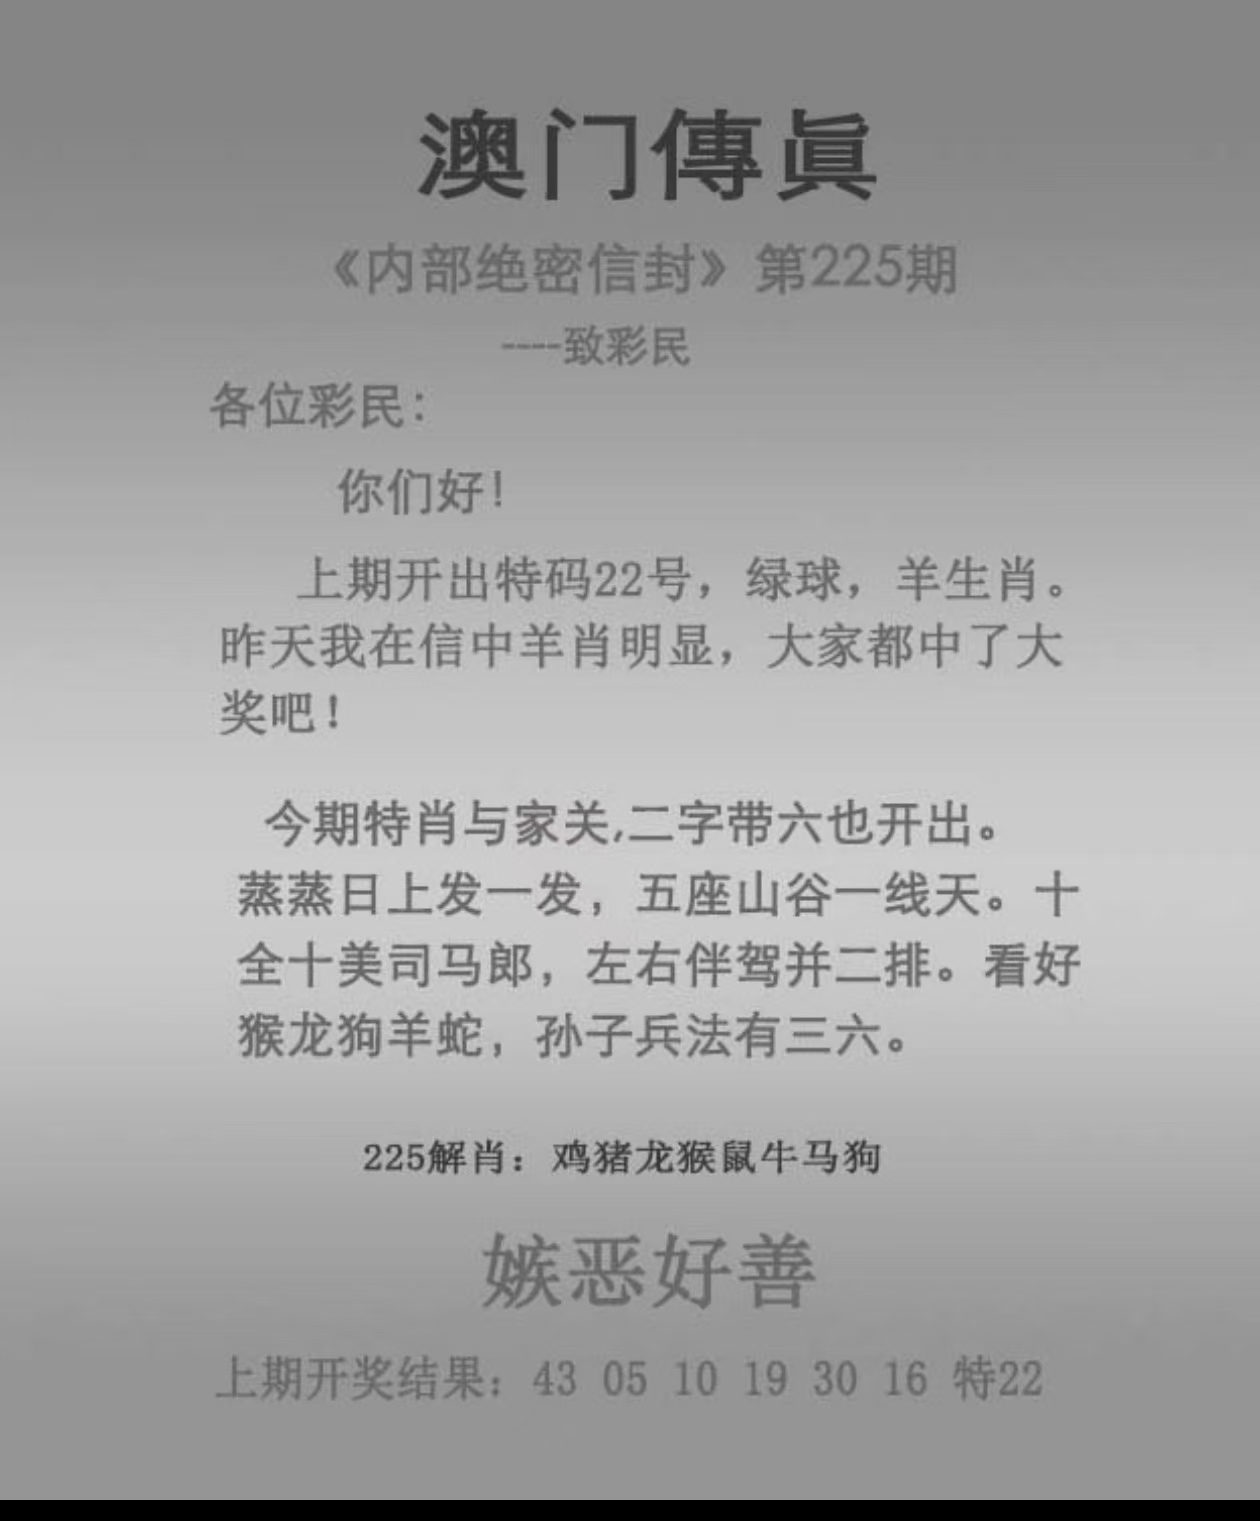 澳门傳真
《内部绝密信封》第225期
----致彩民
各位彩民：
你们好！
上期开出特码22号，绿球，羊生肖。
昨天我在信中羊肖明显，大家都中了大
奖吧！
今期特肖与家关,二字带六也开出。
蒸蒸日上发一发，五座山谷一线天。十
全十美司马郎，左右伴驾并二排。看好
猴龙狗羊蛇，孙子兵法有三六。
225解肖：鸡猪龙猴鼠牛马狗
嫉恶好善
上期开奖结果：43 05 10 19 30 16 特22